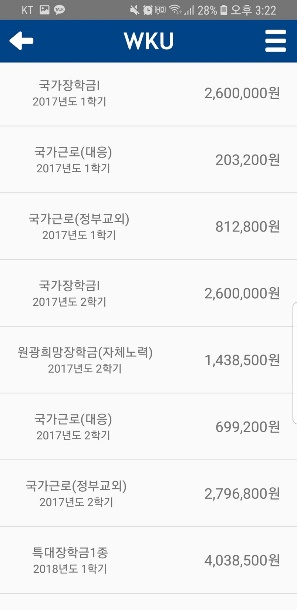 KT 28% 오후 3:22
WKU
국가장학금I
2017년도 1학기
2,600,000원
국가근로(대응)
2017년도 1학기
203,200원
국가근로(정부교외)
2017년도 1학기
812,800원
국가장학금I
2017년도 2학기
2,600,000원
원광희망장학금(자체노력)
2017년도 2학기
1,438,500원
국가근로(대응)
2017년도 2학기
699,200원
국가근로(정부교외)
2017년도 2학기
2,796,800원
특대장학금1종
2018년도 1학기
4,038,500원